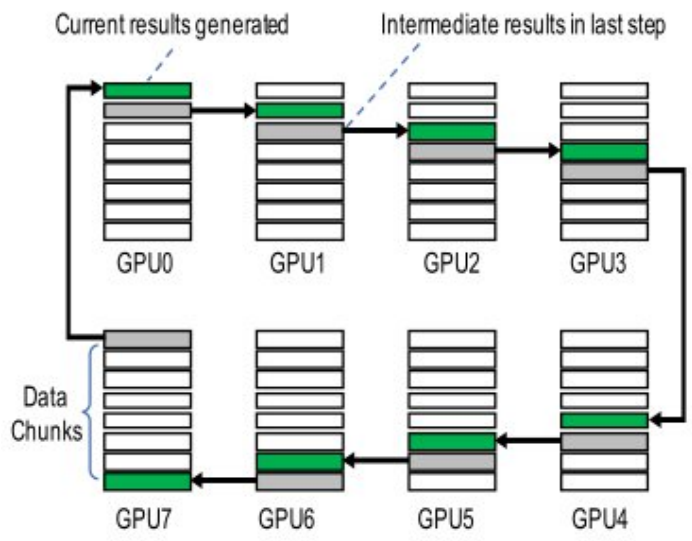 Current results generated
Intermediate results in last step
GPU0
GPU1
GPU2
GPU3
Data
Chunks
GPU7
GPU6
GPU5
GPU4